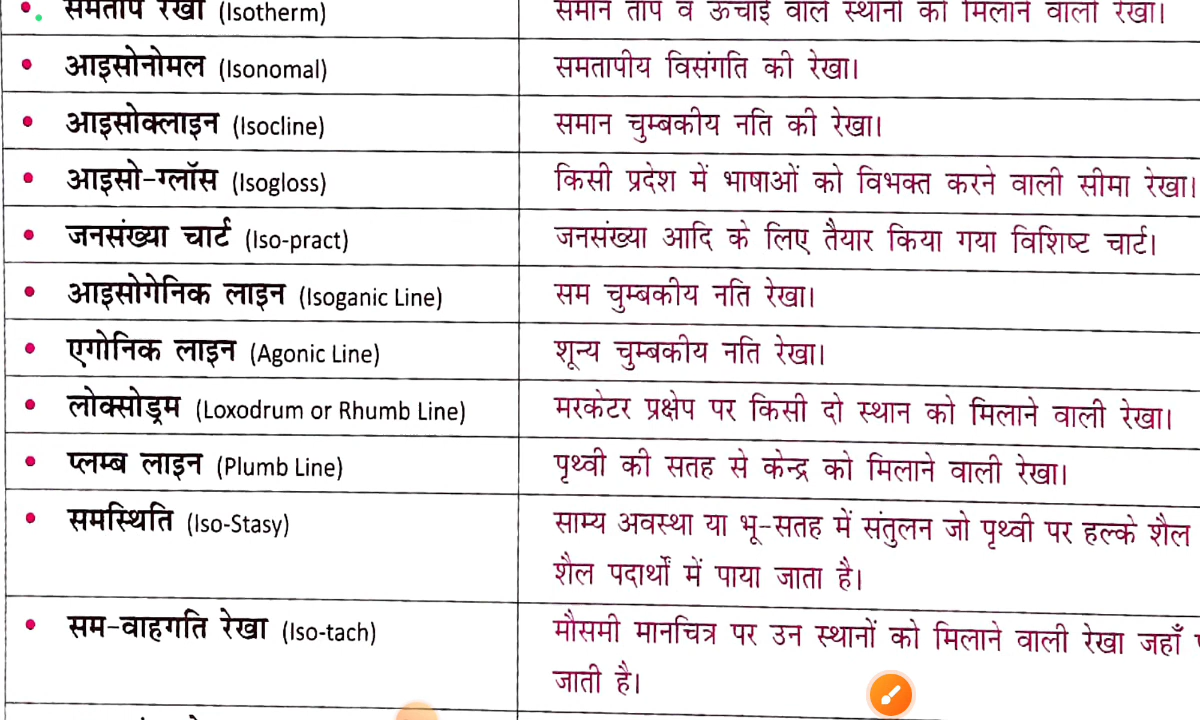 समताप रेखा (Isotherm) समान ताप व ऊंचाई वाले स्थानों को मिलाने वाली रेखा।
आइसोनोमल (Isonomal) समतापीय विसंगति की रेखा।
आइसोक्लाइन (Isocline) समान चुम्बकीय नति की रेखा।
आइसो-ग्लॉस (Isogloss) किसी प्रदेश में भाषाओं को विभक्त करने वाली सीमा रेखा।
जनसंख्या चार्ट (Iso-pract) जनसंख्या आदि के लिए तैयार किया गया विशिष्ट चार्ट।
आइसोगेनिक लाइन (Isoganic Line) सम चुम्बकीय नति रेखा।
एगोनिक लाइन (Agonic Line) शून्य चुम्बकीय नति रेखा।
लोक्सोड्रम (Loxodrum or Rhumb Line) मरकेटर प्रक्षेप पर किसी दो स्थान को मिलाने वाली रेखा।
प्लम्ब लाइन (Plumb Line) पृथ्वी की सतह से केन्द्र को मिलाने वाली रेखा।
समस्थिति (Iso-Stasy) साम्य अवस्था या भू-सतह में संतुलन जो पृथ्वी पर हल्के शैल
शैल पदार्थों में पाया जाता है।
सम-वाहगति रेखा (Iso-tach) मौसमी मानचित्र पर उन स्थानों को मिलाने वाली रेखा जहाँ
जाती है।